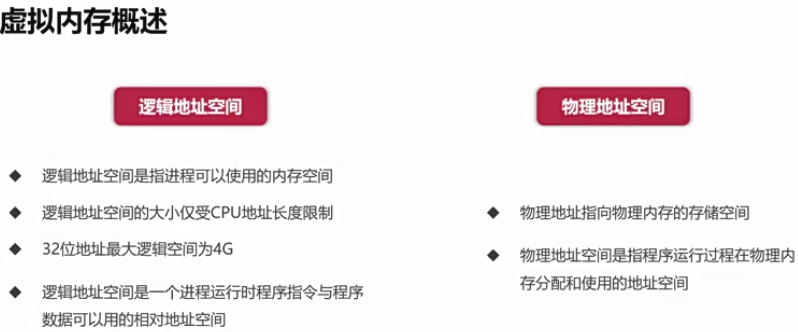 虚拟内存概述
逻辑地址空间
逻辑地址空间是指进程可以使用的内存空间
逻辑地址空间的大小仅受CPU地址长度限制
32位地址最大逻辑空间为4G
逻辑地址空间是一个进程运行时程序指令与程序
数据可以用的相对地址空间
物理地址空间
物理地址指向物理内存的存储空间
物理地址空间是指程序运行过程在物理内
存分配和使用的地址空间